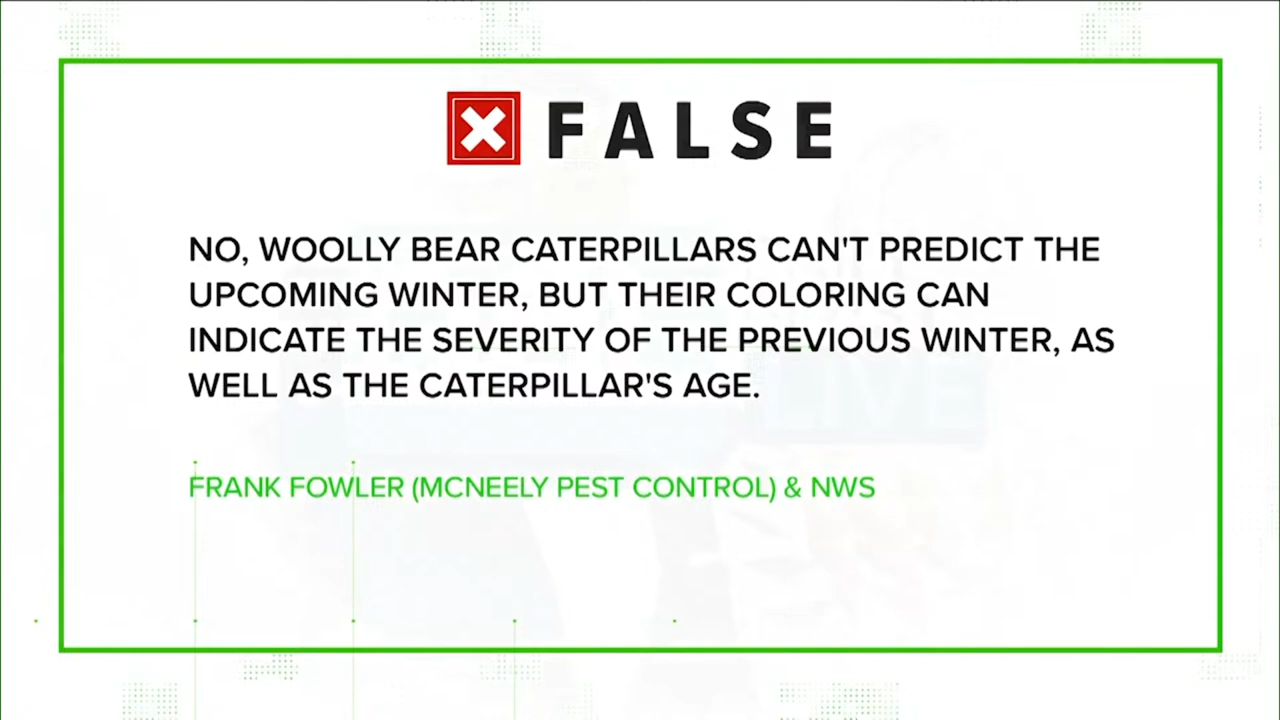 FALSE
NO, WOOLLY BEAR CATERPILLARS CAN'T PREDICT THE
UPCOMING WINTER, BUT THEIR COLORING CAN
INDICATE THE SEVERITY OF THE PREVIOUS WINTER, AS
WELL AS THE CATERPILLAR'S AGE.
FRANK FOWLER (MCNEELY PEST CONTROL) & NWS